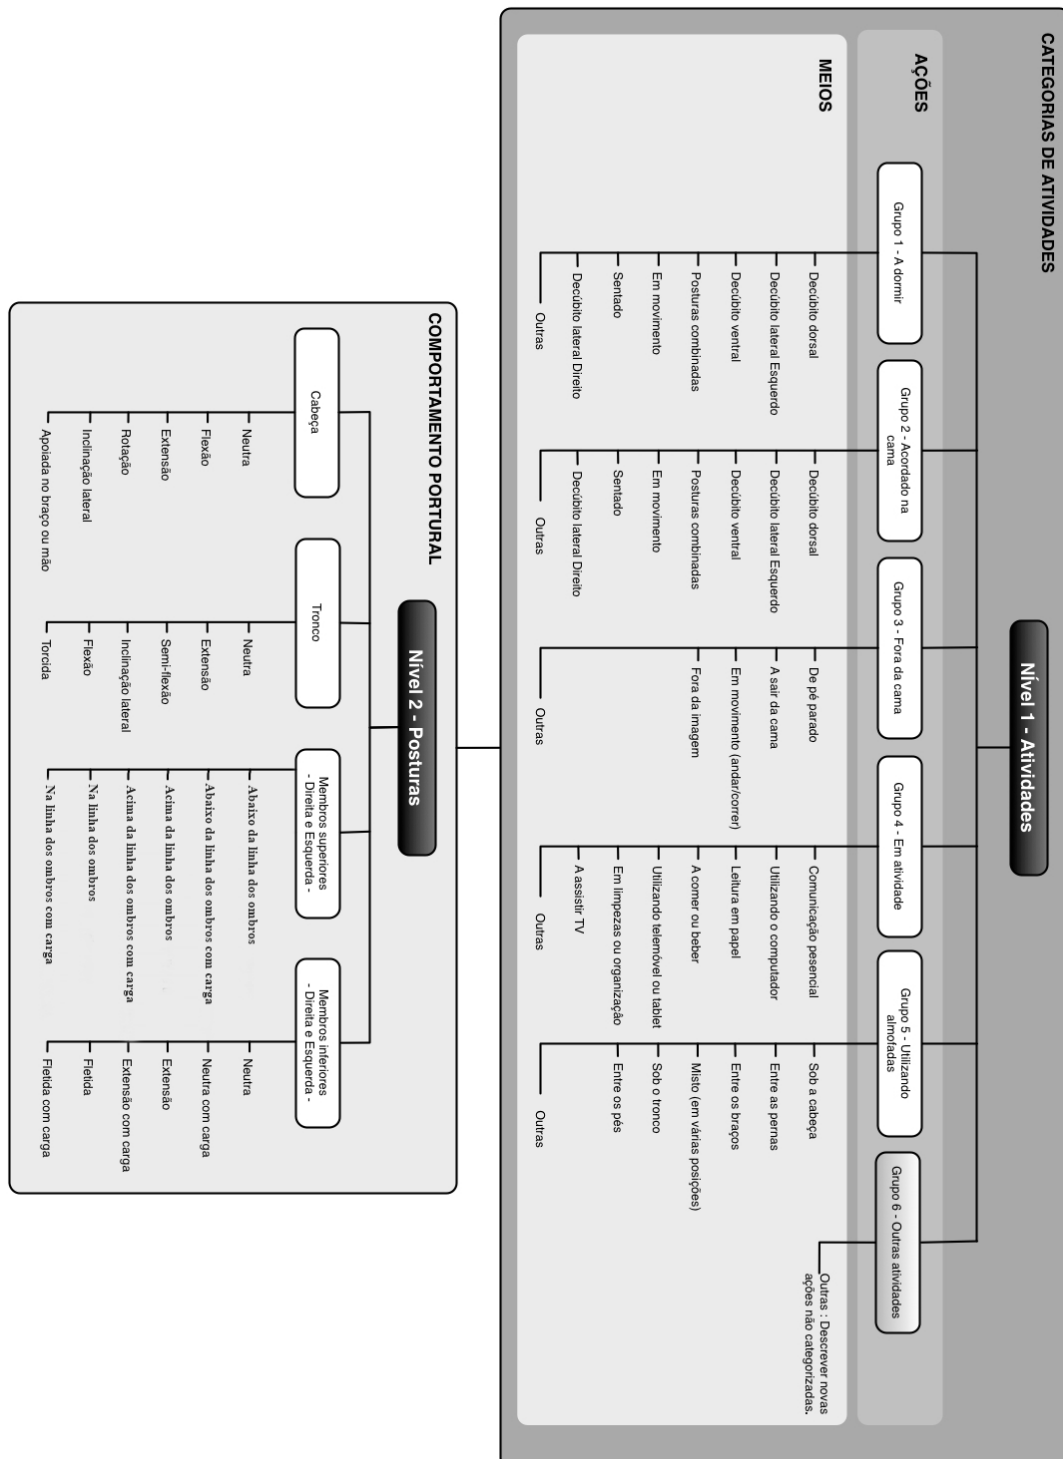 CATEGORIAS DE ATIVIDADES
Nível 1 - Atividades
AÇÕES
Grupo 1 - A dormir
Grupo 2 - Acordado na
cama
Grupo 3 - Fora da cama
Grupo 4 - Em atividade
Grupo 5 - Utilizando
almofadas
Grupo 6 - Outras atividades
MEIOS
Decúbito dorsal
Decúbito lateral Esquerdo
Decúbito ventral
Posturas combinadas
Em movimento
Sentado
Decúbito lateral Direito
Outras
Decúbito dorsal
Decúbito lateral Esquerdo
Decúbito ventral
Posturas combinadas
Em movimento
Sentado
Decúbito lateral Direito
Outras
De pé parado
A sair da cama
Em movimento (andar/correr)
Fora da imagem
Outras
Comunicação pesencial
Utilizando o computador
Leitura em papel
A comer ou beber
Utilizando telemóvel ou tablet
Em limpezas ou organização
A assistir TV
Outras
Sob a cabeça
Entre as pernas
Entre os braços
Misto (em várias posições)
Sob o tronco
Entre os pés
Outras
Outras : Descrever novas
ações não categorizadas.
COMPORTAMENTO PORTURAL
Nível 2 - Posturas
Cabeça
Neutra
Flexão
Extensão
Rotação
Inclinação lateral
Apoiada no braço ou mão
Tronco
Neutra
Extensão
Semi-flexão
Inclinação lateral
Flexão
Torcida
Membros superiores
- Direita e Esquerda -
Abaixo da linha dos ombros
Abaixo da linha dos ombros com carga
Acima da linha dos ombros
Acima da linha dos ombros com carga
Na linha dos ombros
Na linha dos ombros com carga
Membros inferiores
- Direita e Esquerda -
Neutra
Neutra com carga
Extensão
Extensão com carga
Fletida
Fletida com carga